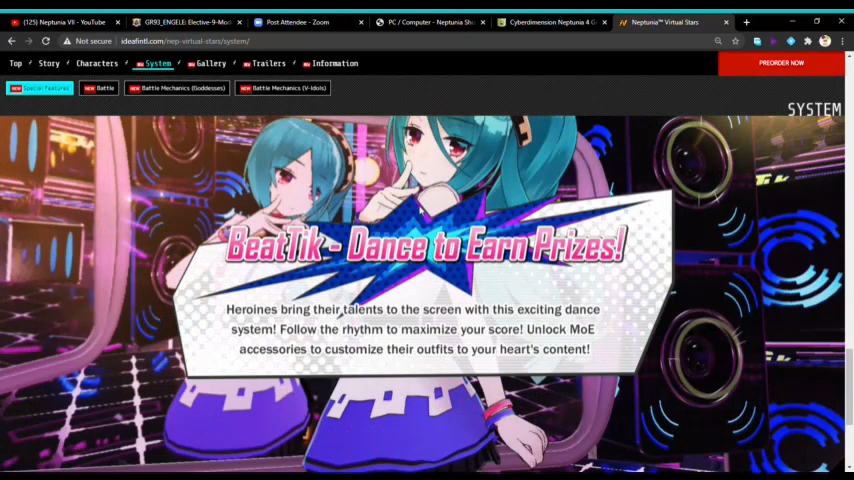 (125) Neptunia VII - YouTube
GR93_ENGELE: Elective-9-Mod
Post Attendee - Zoom
PC / Computer - Neptunia Sho
Cyberdimension Neptunia 4 G
Neptunia™ Virtual Stars
Not secure | ideafintl.com/nep-virtual-stars/system/
Top / Story / Characters / NEW System / NEW Gallery / NEW Trailers / NEW Information
PREORDER NOW
NEW Special Features
NEW Battle
NEW Battle Mechanics (Goddesses)
NEW Battle Mechanics (V-Idols)
SYSTEM
BeatTik - Dance to Earn Prizes!
Heroines bring their talents to the screen with this exciting dance
system! Follow the rhythm to maximize your score! Unlock MoE
accessories to customize their outfits to your heart's content!